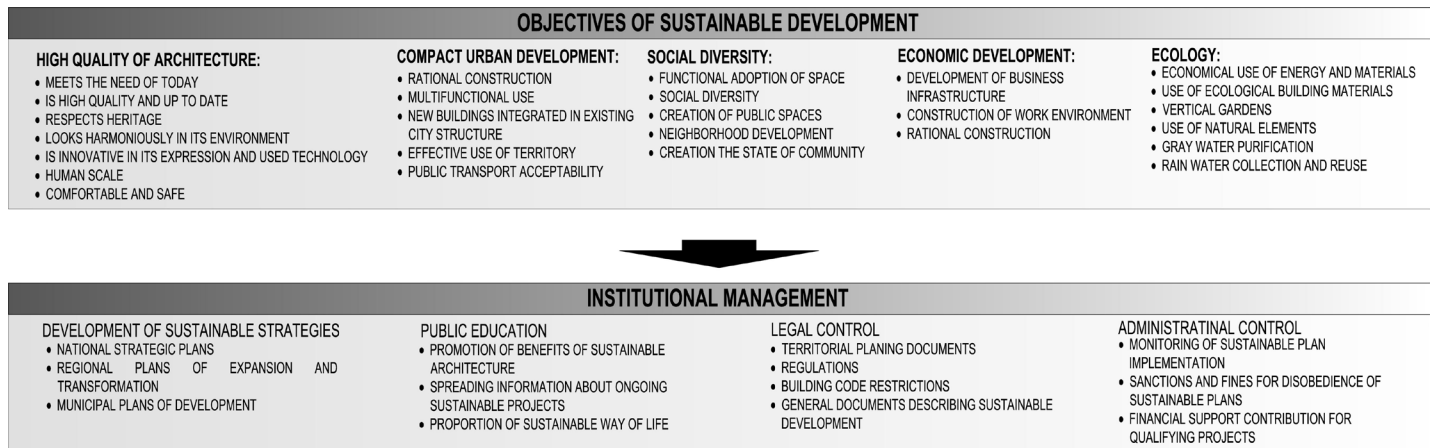 OBJECTIVES OF SUSTAINABLE DEVELOPMENT
HIGH QUALITY OF ARCHITECTURE:
• MEETS THE NEED OF TODAY
• IS HIGH QUALITY AND UP TO DATE
• RESPECTS HERITAGE
• LOOKS HARMONIOUSLY IN ITS ENVIRONMENT
• IS INNOVATIVE IN ITS EXPRESSION AND USED TECHNOLOGY
• HUMAN SCALE
• COMFORTABLE AND SAFE
COMPACT URBAN DEVELOPMENT:
• RATIONAL CONSTRUCTION
• MULTIFUNCTIONAL USE
• NEW BUILDINGS INTEGRATED IN EXISTING
CITY STRUCTURE
• EFFECTIVE USE OF TERRITORY
• PUBLIC TRANSPORT ACCEPTABILITY
SOCIAL DIVERSITY:
• FUNCTIONAL ADOPTION OF SPACE
• SOCIAL DIVERSITY
• CREATION OF PUBLIC SPACES
• NEIGHBORHOOD DEVELOPMENT
• CREATION THE STATE OF COMMUNITY
ECONOMIC DEVELOPMENT:
• DEVELOPMENT OF BUSINESS
INFRASTRUCTURE
• CONSTRUCTION OF WORK ENVIRONMENT
• RATIONAL CONSTRUCTION
ECOLOGY:
• ECONOMICAL USE OF ENERGY AND MATERIALS
• USE OF ECOLOGICAL BUILDING MATERIALS
• VERTICAL GARDENS
• USE OF NATURAL ELEMENTS
• GRAY WATER PURIFICATION
• RAIN WATER COLLECTION AND REUSE
INSTITUTIONAL MANAGEMENT
DEVELOPMENT OF SUSTAINABLE STRATEGIES
• NATIONAL STRATEGIC PLANS
• REGIONAL PLANS OF EXPANSION AND
TRANSFORMATION
• MUNICIPAL PLANS OF DEVELOPMENT
PUBLIC EDUCATION
• PROMOTION OF BENEFITS OF SUSTAINABLE
ARCHITECTURE
• SPREADING INFORMATION ABOUT ONGOING
SUSTAINABLE PROJECTS
• PROPORTION OF SUSTAINABLE WAY OF LIFE
LEGAL CONTROL
• TERRITORIAL PLANING DOCUMENTS
• REGULATIONS
• BUILDING CODE RESTRICTIONS
• GENERAL DOCUMENTS DESCRIBING SUSTAINABLE
DEVELOPMENT
ADMINISTRATINAL CONTROL
• MONITORING OF SUSTAINABLE PLAN
IMPLEMENTATION
• SANCTIONS AND FINES FOR DISOBEDIENCE OF
SUSTAINABLE PLANS
• FINANCIAL SUPPORT CONTRIBUTION FOR
QUALIFYING PROJECTS